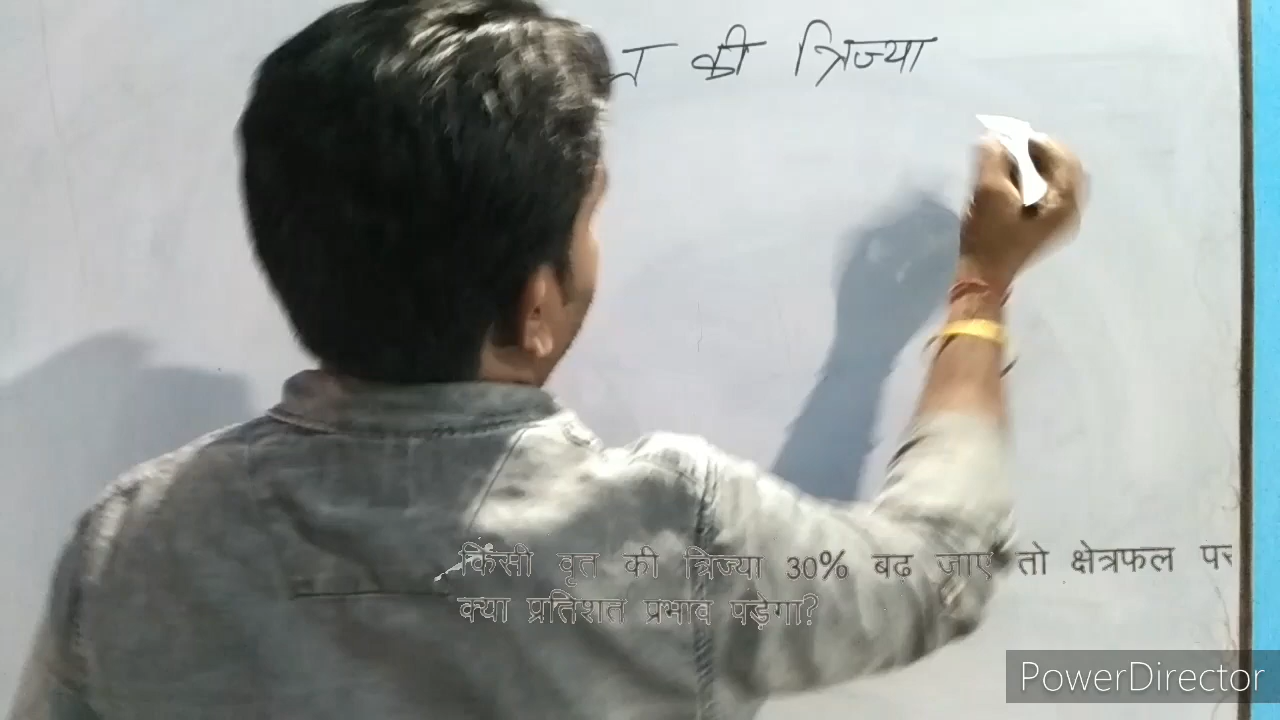 की त्रिज्या
किसी वृत की त्रिज्या 30% बढ जाए तो क्षेत्रफल पर
क्या प्रतिशत प्रभाव पड़ेगा?
PowerDirector